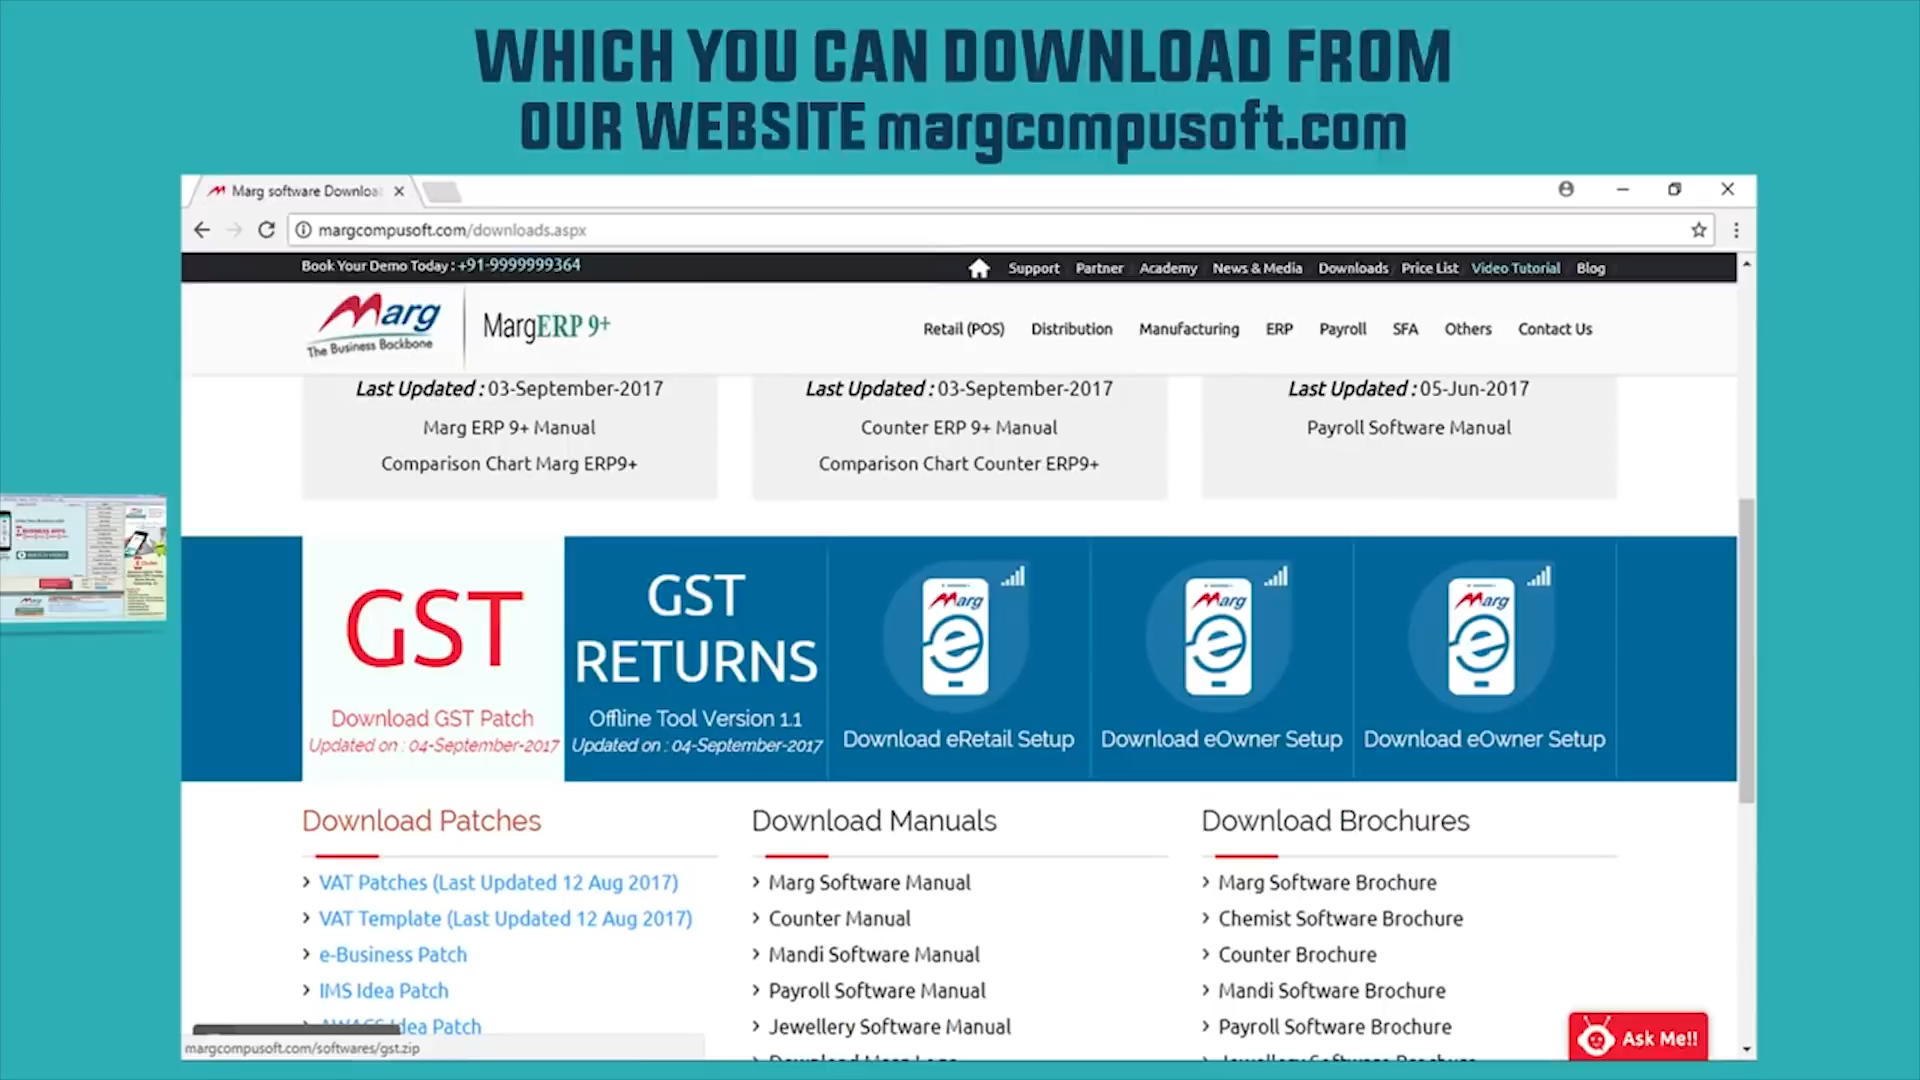 WHICH YOU CAN DOWNLOAD FROM
OUR WEBSITE margcompusoft.com
Marg software Downloa
margcompusoft.com/downloads.aspx
Book Your Demo Today : +91-9999999364
Support Partner Academy News & Media Downloads Price List Video Tutorial Blog
Marg
The Business Backbone
MargERP 9+
Retail (POS) Distribution Manufacturing ERP Payroll SFA Others Contact Us
Last Updated : 03-September-2017
Marg ERP 9+ Manual
Comparison Chart Marg ERP9+
Last Updated : 03-September-2017
Counter ERP 9+ Manual
Comparison Chart Counter ERP9+
Last Updated : 05-Jun-2017
Payroll Software Manual
GST
Download GST Patch
Updated on : 04-September-2017
GST
RETURNS
Offline Tool Version 1.1
Updated on : 04-September-2017
Marg
e
Download eRetail Setup
Marg
e
Download eOwner Setup
Marg
e
Download eOwner Setup
Download Patches
VAT Patches (Last Updated 12 Aug 2017)
VAT Template (Last Updated 12 Aug 2017)
e-Business Patch
IMS Idea Patch
Idea Patch
Download Manuals
Marg Software Manual
Counter Manual
Mandi Software Manual
Payroll Software Manual
Jewellery Software Manual
Download Brochures
Marg Software Brochure
Chemist Software Brochure
Counter Brochure
Mandi Software Brochure
Payroll Software Brochure
Ask Me!!
margcompusoft.com/softwares/gst.zip